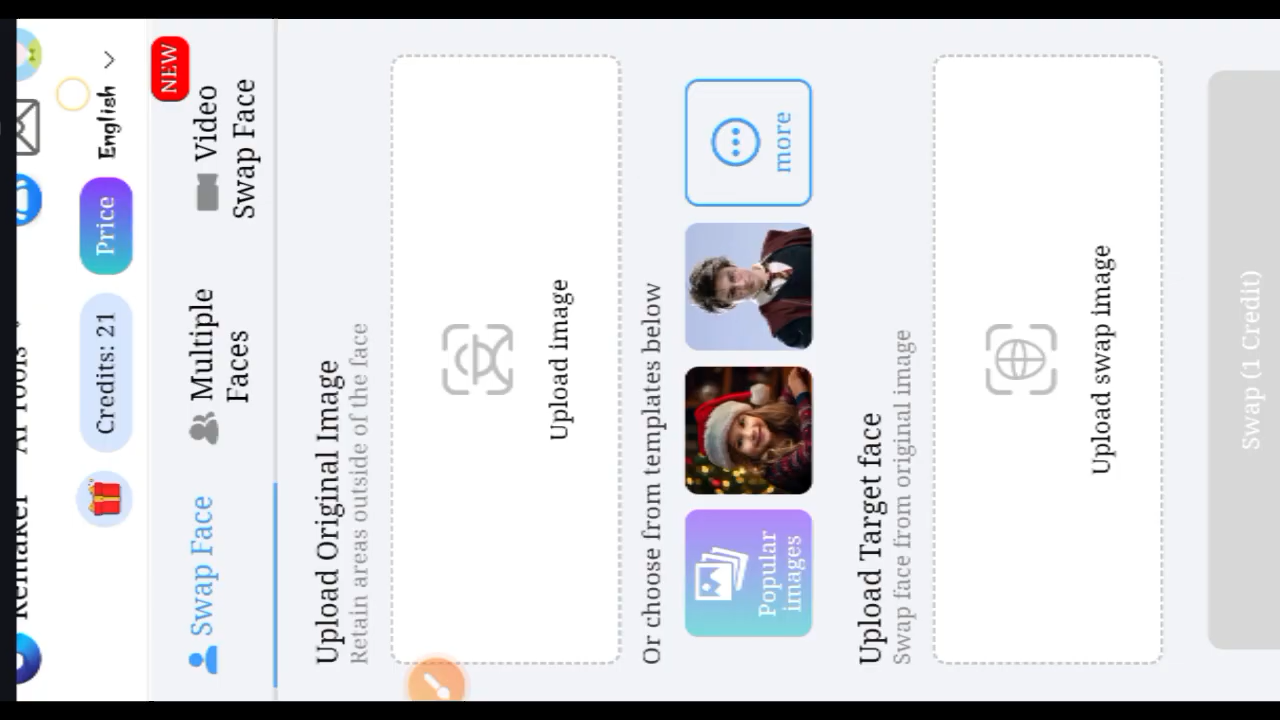 Remaker
AI Tools
Credits: 21
Price
English
Swap Face
Multiple
Faces
Video
Swap Face
NEW
Upload Original Image
Retain areas outside of the face
Upload image
Or choose from templates below
Popular
images
more
Upload Target face
Swap face from original image
Upload swap image
Swap (1 Credit)